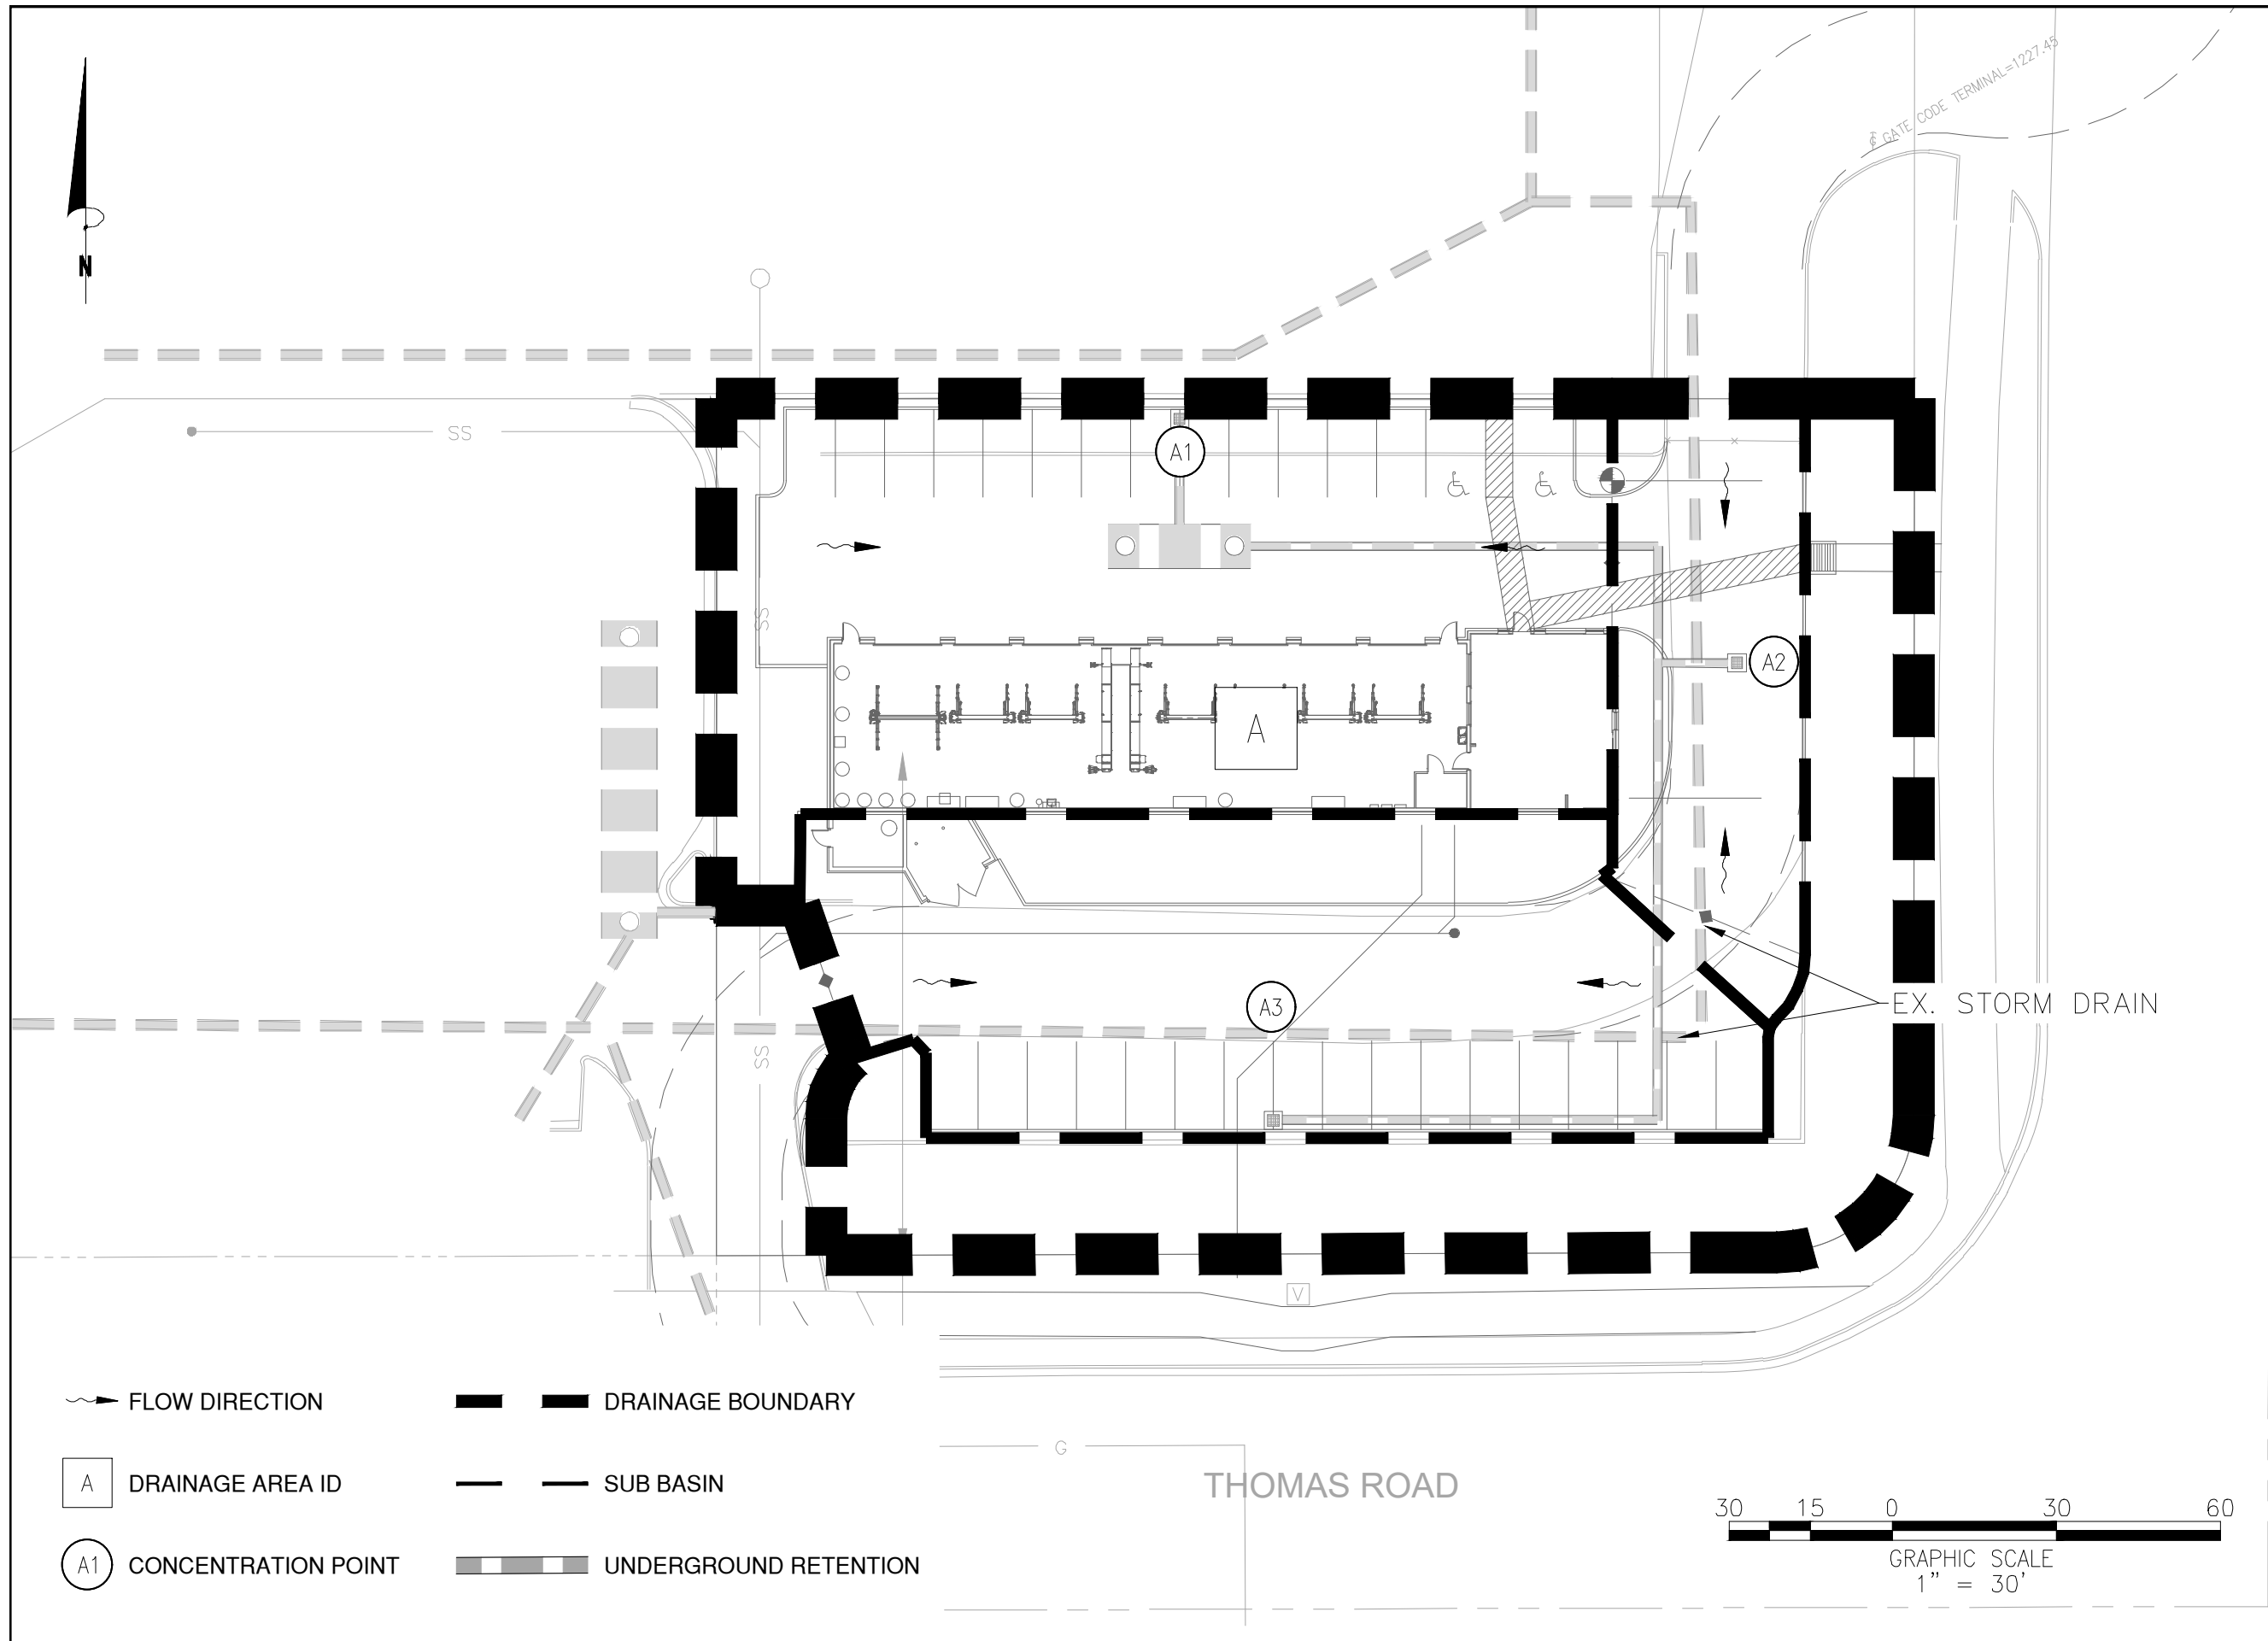 ₵ GATE CODE TERMINAL=1227.45
N
SS
A1
SS
A2
A
A3
EX. STORM DRAIN
SS
V
FLOW DIRECTION
DRAINAGE BOUNDARY
A
DRAINAGE AREA ID
SUB BASIN
A1
CONCENTRATION POINT
UNDERGROUND RETENTION
G
THOMAS ROAD
30 15 0 30 60
GRAPHIC SCALE
1" = 30'